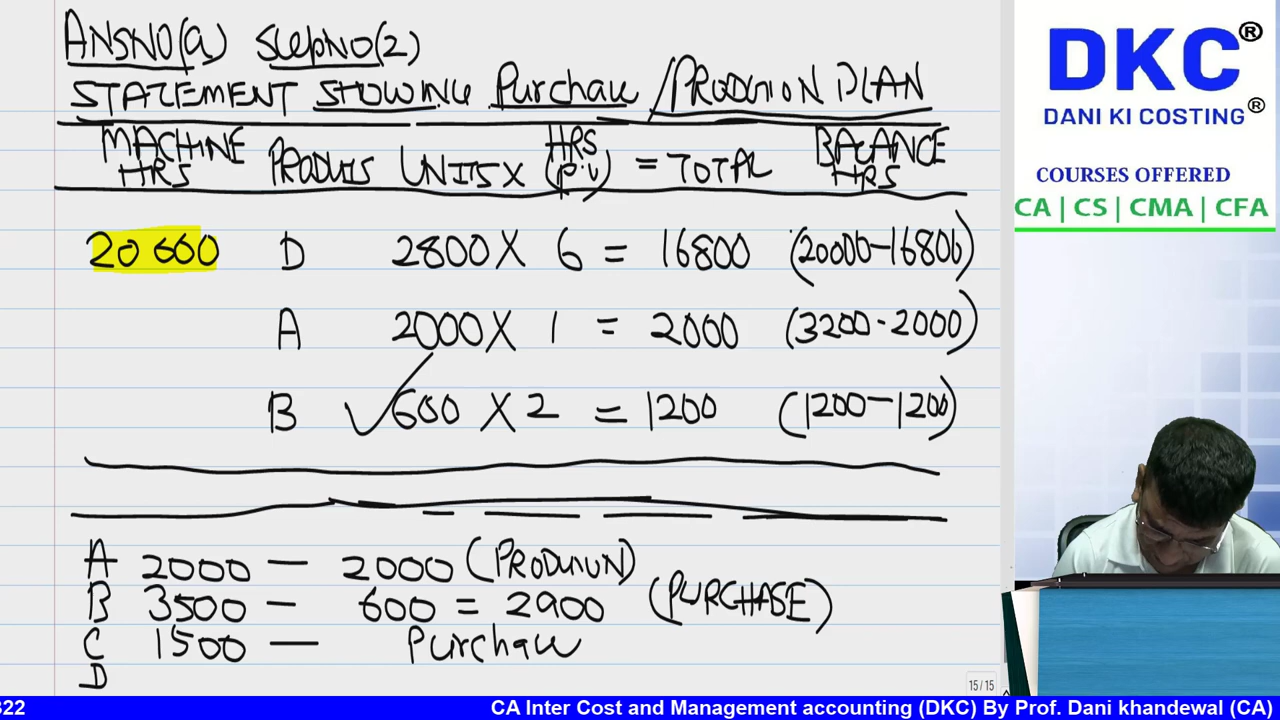 ANSNO(a) StepNO(2)
STATEMENT SHOWING Purchase / PRODUCTION PLAN
MACHINE HRS PRODUCTS UNITS X HRS (P.U) = TOTAL BALANCE HRS
20 000 D 2800 X 6 = 16800 (20000-16800)
A 2000 X 1 = 2000 (3200-2000)
B √600 X 2 = 1200 (1200-1200)
A 2000 — 2000 (PRODUCTION)
B 3500 — 600 = 2900 (PURCHASE)
C 1500 — Purchase
D
15/15
DKC®
DANI KI COSTING®
COURSES OFFERED
CA | CS | CMA | CFA
322 CA Inter Cost and Management accounting (DKC) By Prof. Dani khandewal (CA)